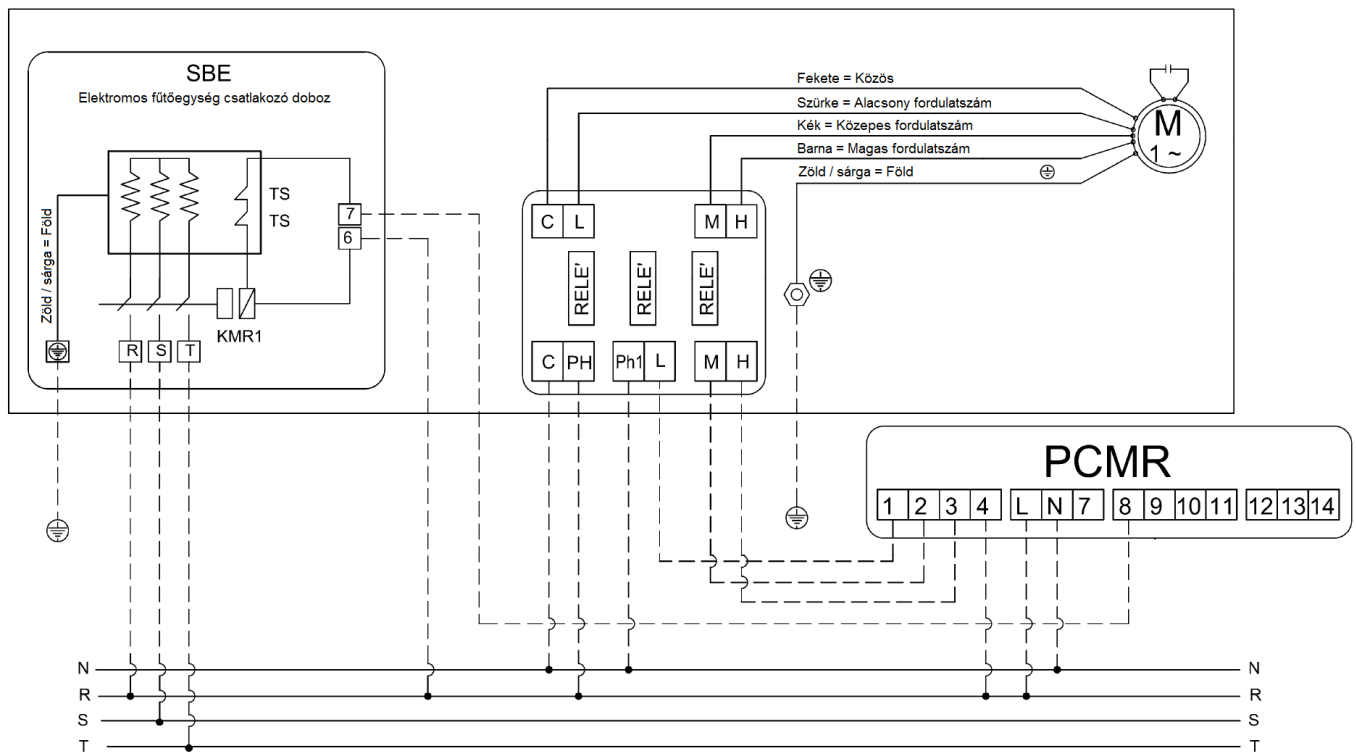 SBE
Elektromos fűtőegység csatlakozó doboz
Fekete = Közös
Szürke = Alacsony fordulatszám
Kék = Közepes fordulatszám
Barna = Magas fordulatszám
Zöld / sárga = Föld
M
1 ~
TS
TS
7
6
Zöld / sárga = Föld
KMR1
R S T
C L M H
RELE' RELE' RELE'
C PH Ph1 L M H
PCMR
1 2 3 4 L N 7 8 9 10 11 12 13 14
N N
R R
S S
T T